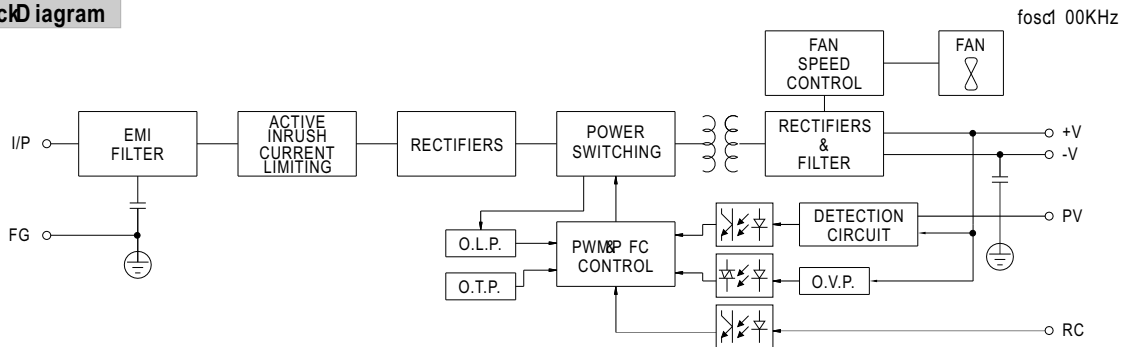 ckD iagram
fosc1 00KHz
FAN
SPEED
CONTROL
FAN
I/P
EMI
FILTER
ACTIVE
INRUSH
CURRENT
LIMITING
RECTIFIERS
POWER
SWITCHING
RECTIFIERS
&
FILTER
+V
-V
FG
O.L.P.
O.T.P.
PWM&P FC
CONTROL
DETECTION
CIRCUIT
PV
O.V.P.
RC